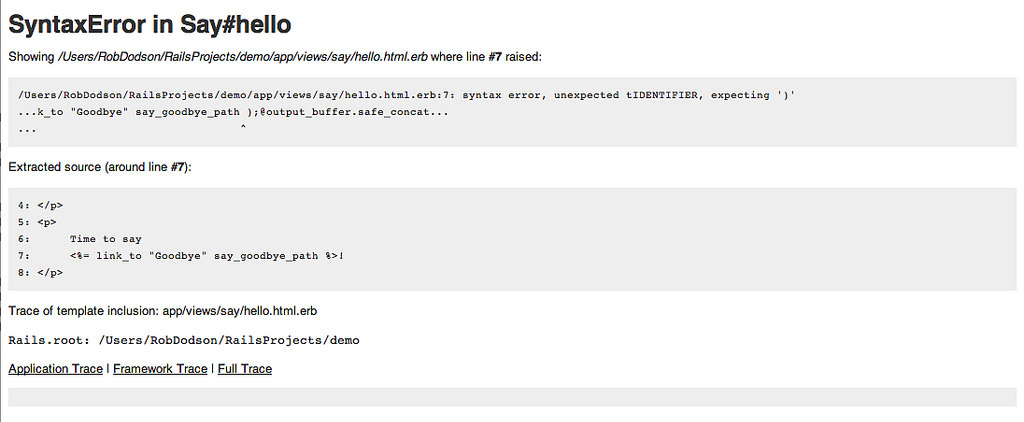 SyntaxError in Say#hello
Showing /Users/RobDodson/RailsProjects/demo/app/views/say/hello.html.erb where line #7 raised:
/Users/RobDodson/RailsProjects/demo/app/views/say/hello.html.erb:7: syntax error, unexpected tIDENTIFIER, expecting ')'
...k_to "Goodbye" say_goodbye_path );@output_buffer.safe_concat...
...                               ^
Extracted source (around line #7):
4: </p>
5: <p>
6:      Time to say
7:      <%= link_to "Goodbye" say_goodbye_path %>!
8: </p>
Trace of template inclusion: app/views/say/hello.html.erb
Rails.root: /Users/RobDodson/RailsProjects/demo
Application Trace | Framework Trace | Full Trace